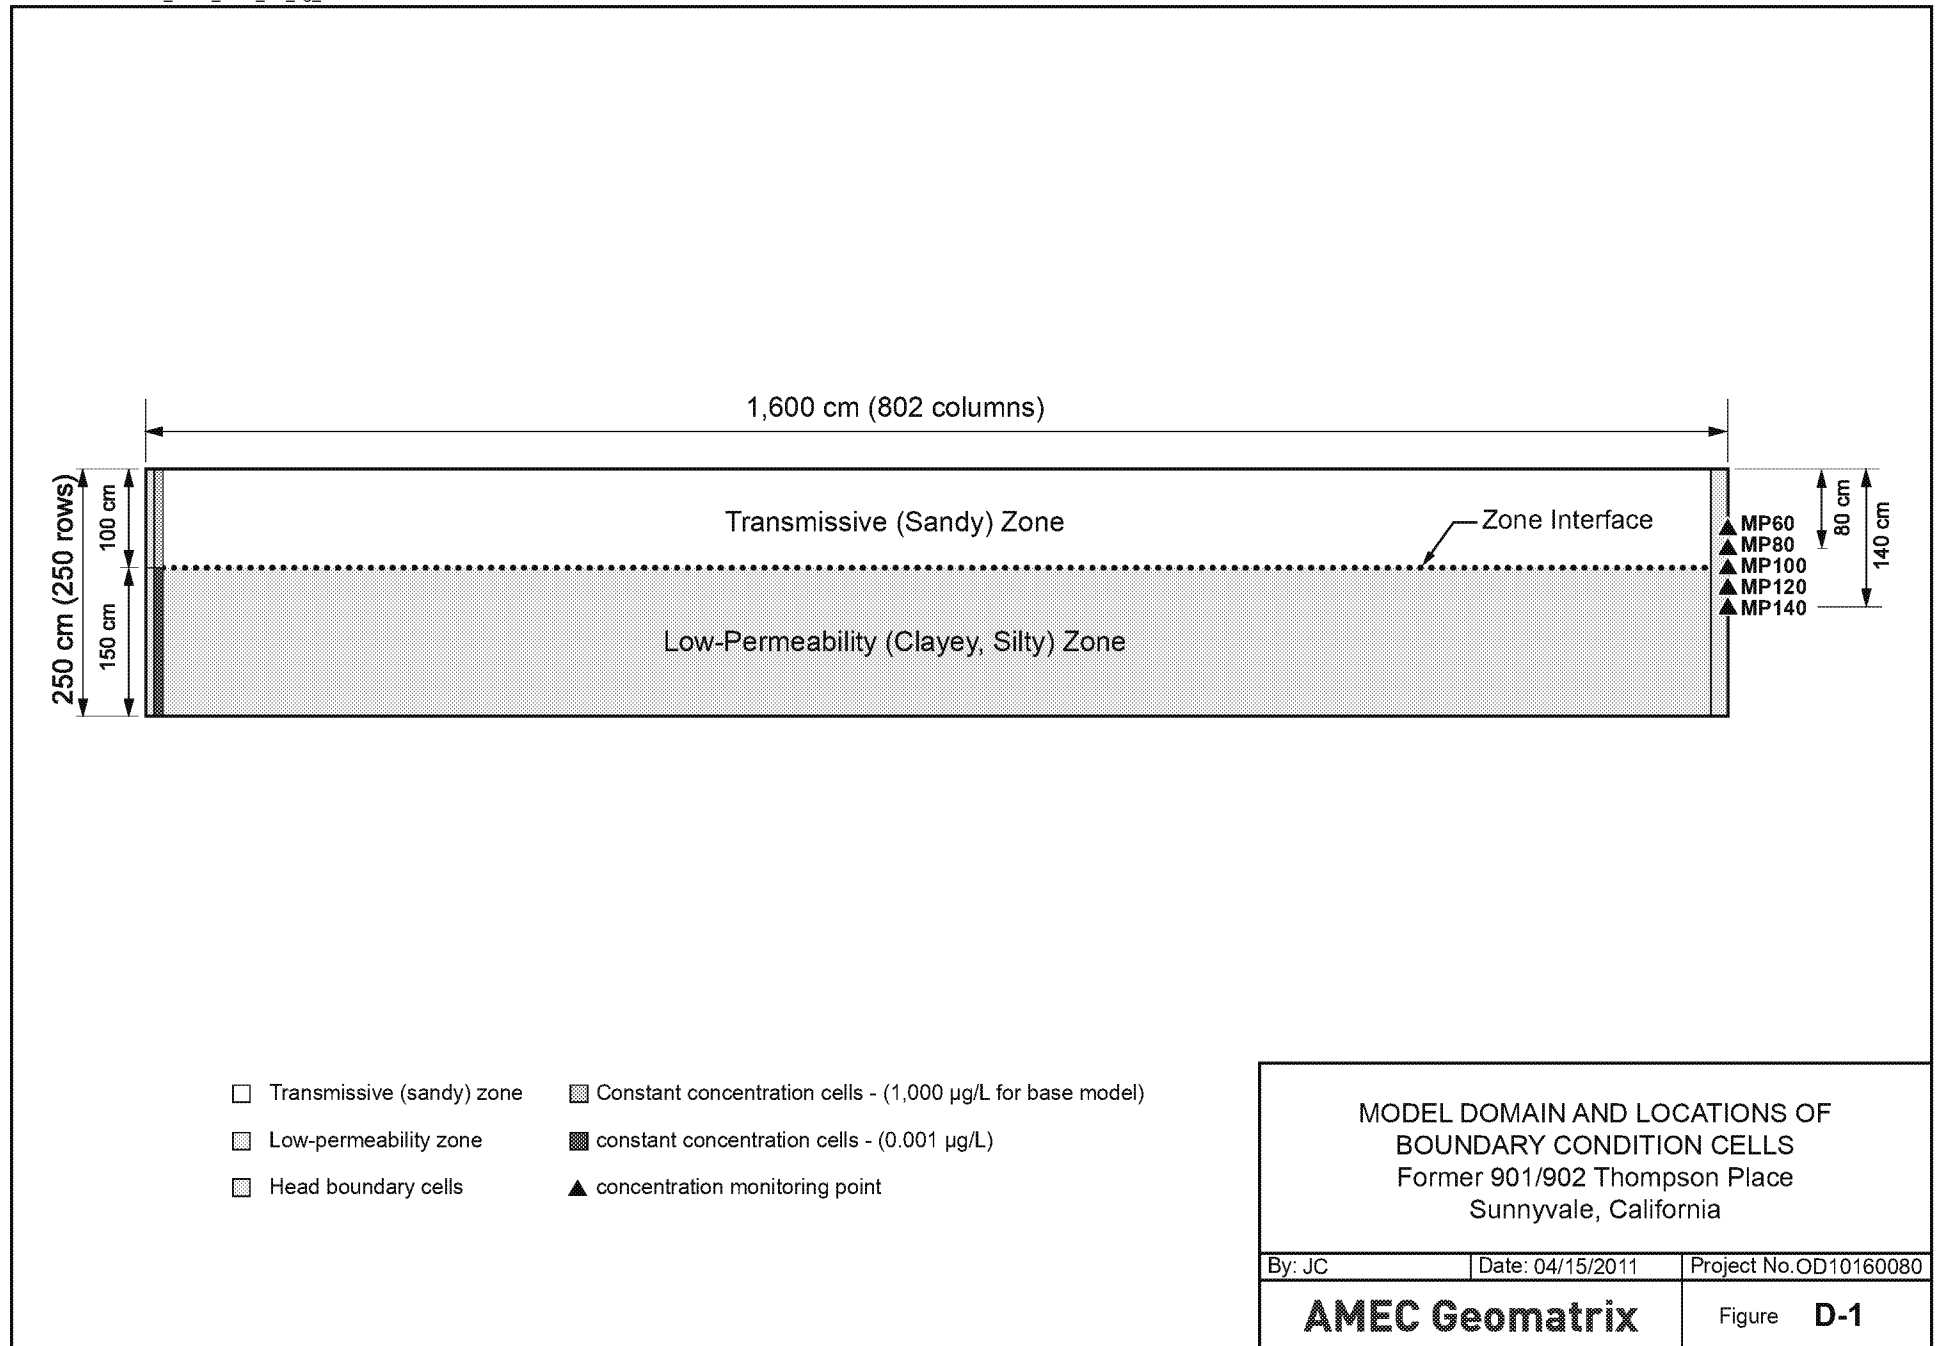 1,600 cm (802 columns)
250 cm (250 rows)
100 cm
150 cm
Transmissive (Sandy) Zone
Zone Interface
Low-Permeability (Clayey, Silty) Zone
MP60
MP80
MP100
MP120
MP140
80 cm
140 cm
Transmissive (sandy) zone
Low-permeability zone
Head boundary cells
Constant concentration cells - (1,000 µg/L for base model)
constant concentration cells - (0.001 µg/L)
concentration monitoring point
MODEL DOMAIN AND LOCATIONS OF
BOUNDARY CONDITION CELLS
Former 901/902 Thompson Place
Sunnyvale, California
By: JC
Date: 04/15/2011
Project No.OD10160080
AMEC Geomatrix
Figure D-1